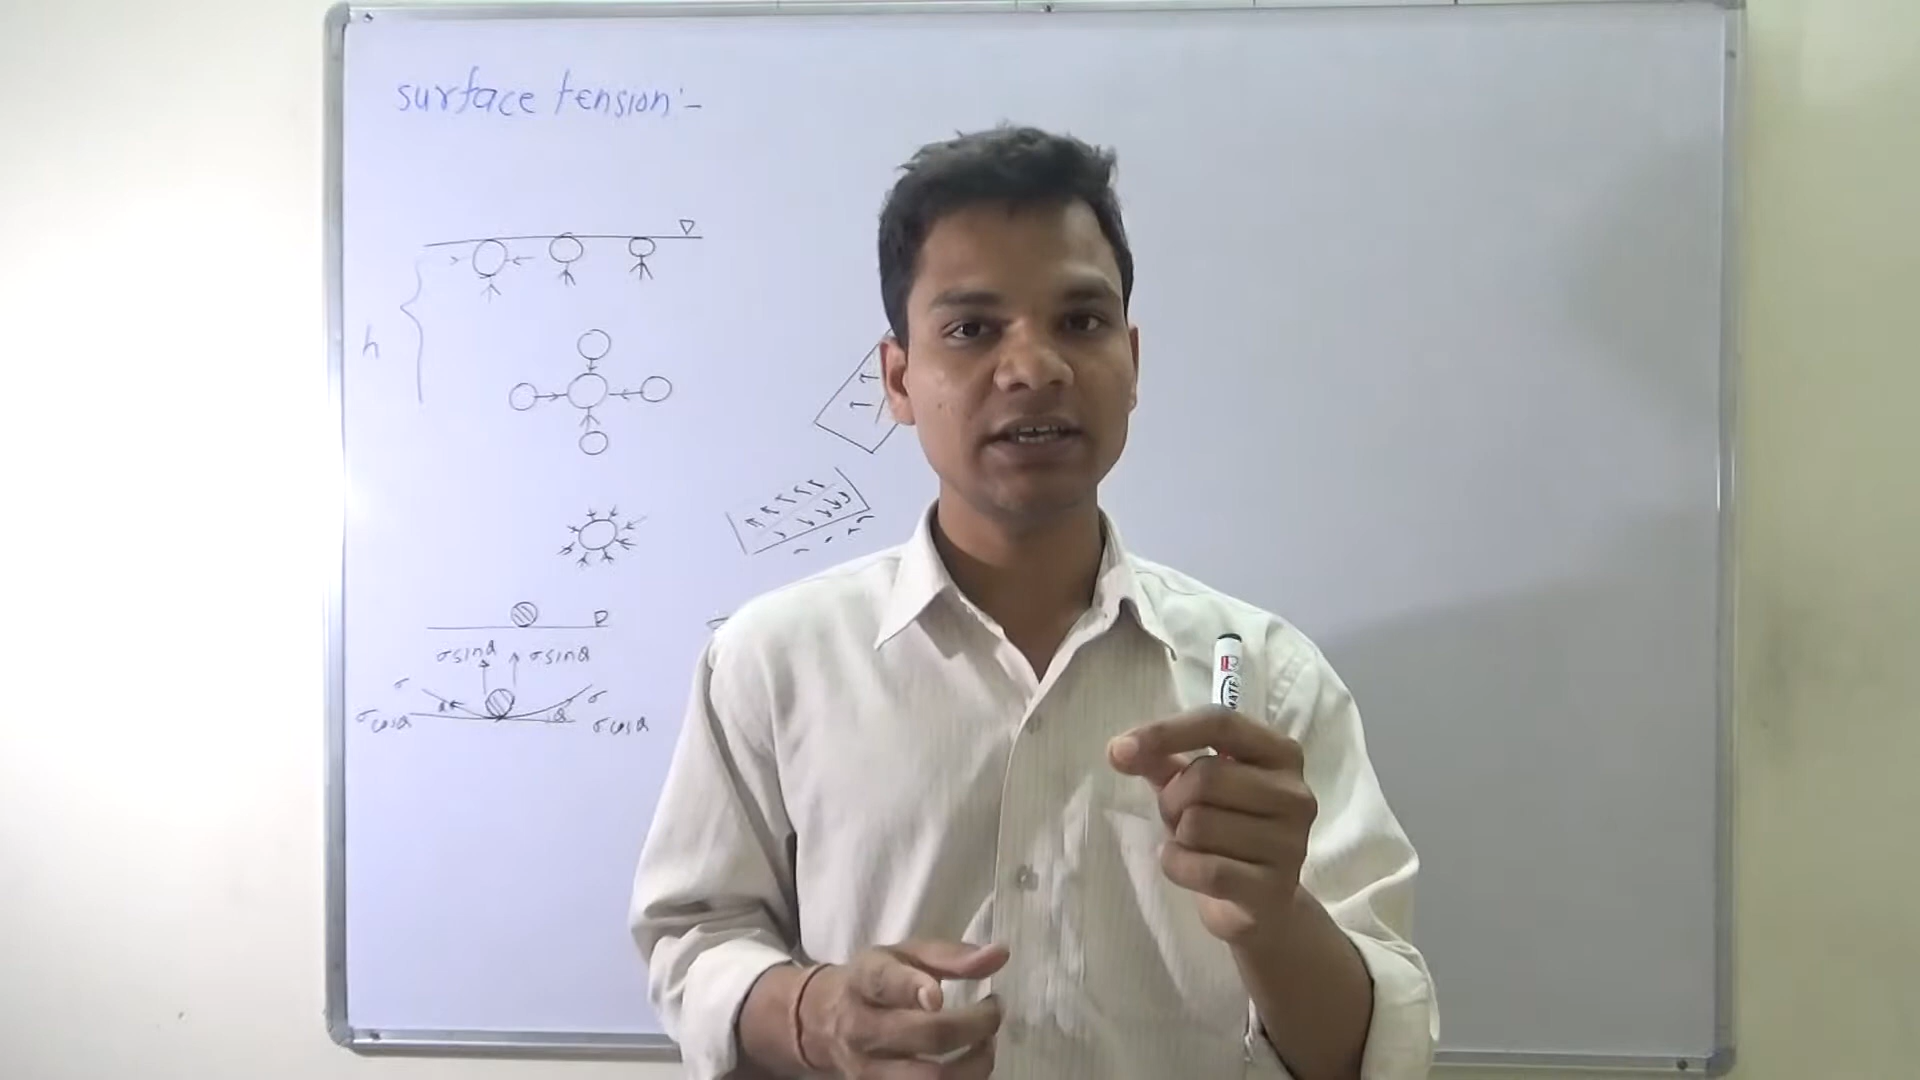 surface tension:-
h
σsinθ σsinθ
σ σ
σcosθ θ θ σcosθ